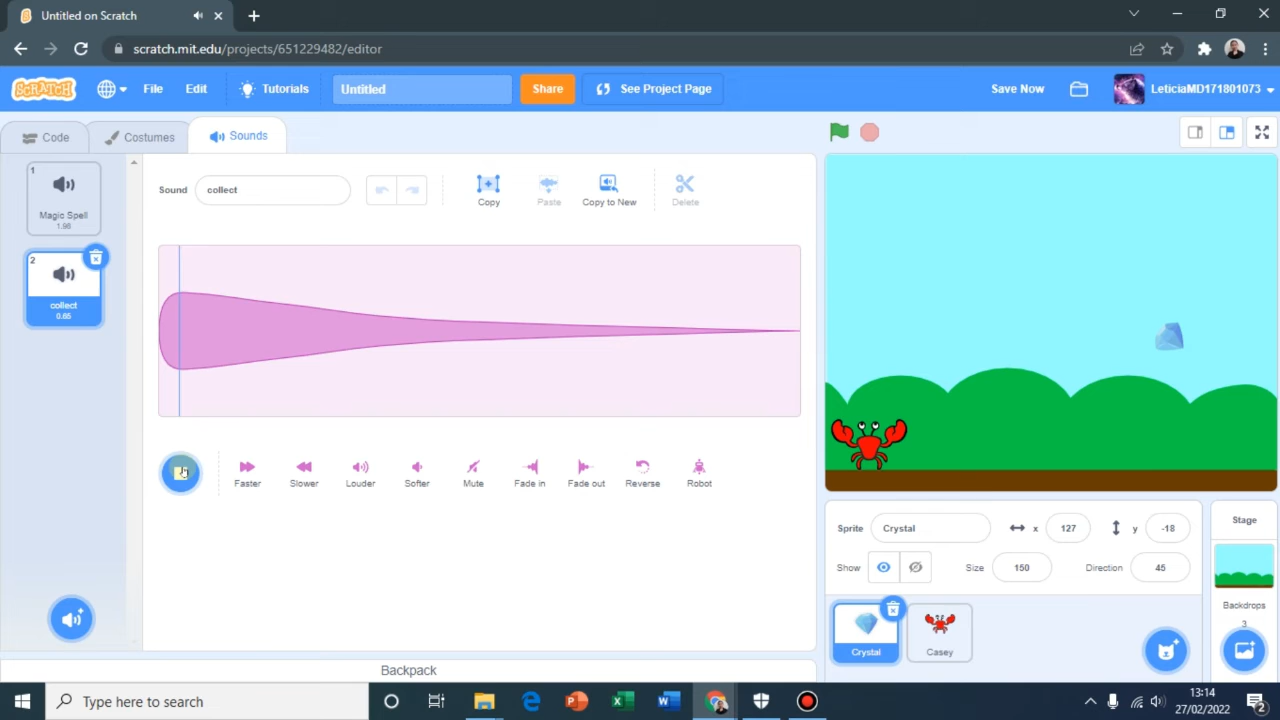 Untitled on Scratch
scratch.mit.edu/projects/651229482/editor
SCRATCH File Edit Tutorials Untitled Share See Project Page Save Now LeticiaMD171801073
Code Costumes Sounds
1
Magic Spell
1.98
2
collect
0.65
Sound collect Copy Paste Copy to New Delete
Faster Slower Louder Softer Mute Fade in Fade out Reverse Robot
Sprite Crystal x 127 y -18
Show Size 150 Direction 45
Crystal Casey
Stage
Backdrops
3
Backpack
Type here to search
13:14
27/02/2022
2